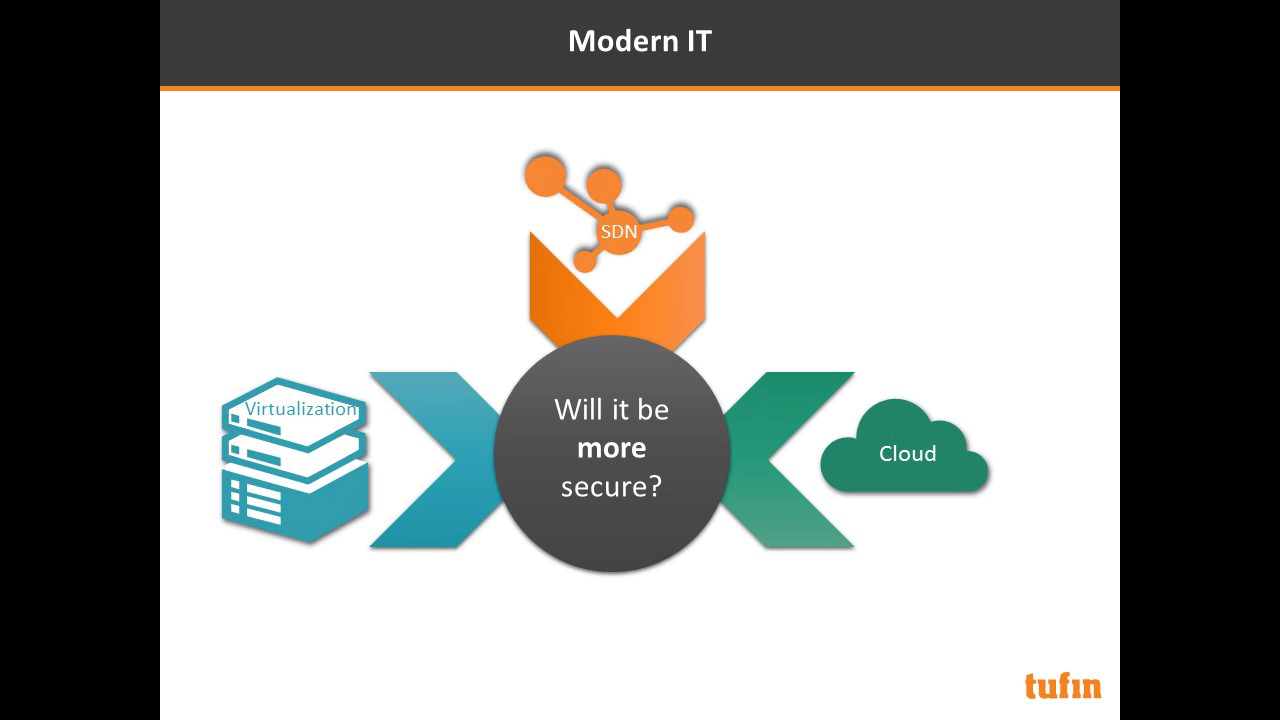 Modern IT
SDN
Virtualization
Will it be
more
secure?
Cloud
tufin